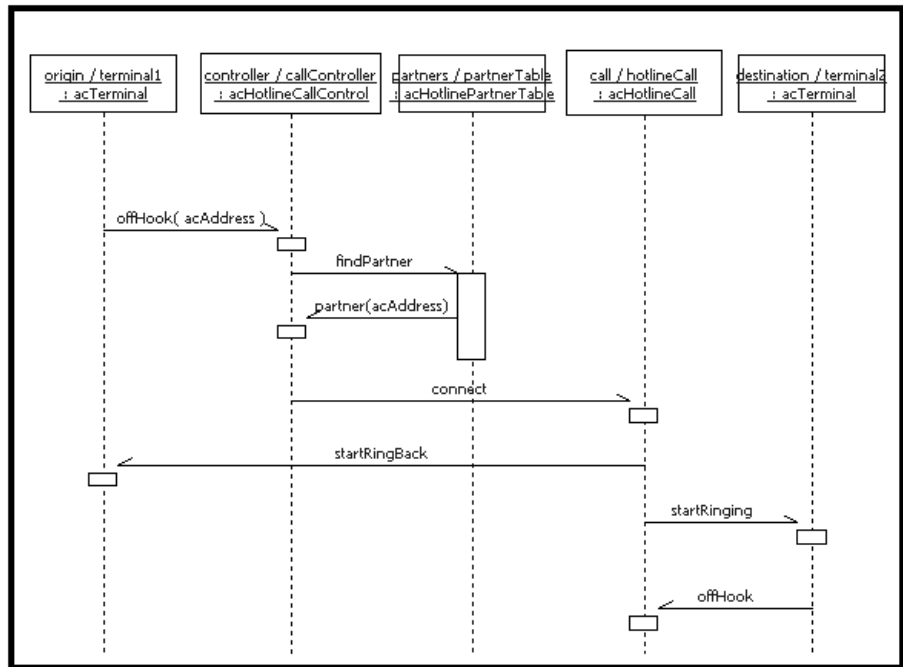 origin / terminal1
: acTerminal
controller / callController
: acHotlineCallControl
partners / partnerTable
: acHotlinePartnerTable
call / hotlineCall
: acHotlineCall
destination / terminal2
: acTerminal
offHook( acAddress )
findPartner
partner(acAddress)
connect
startRingBack
startRinging
offHook